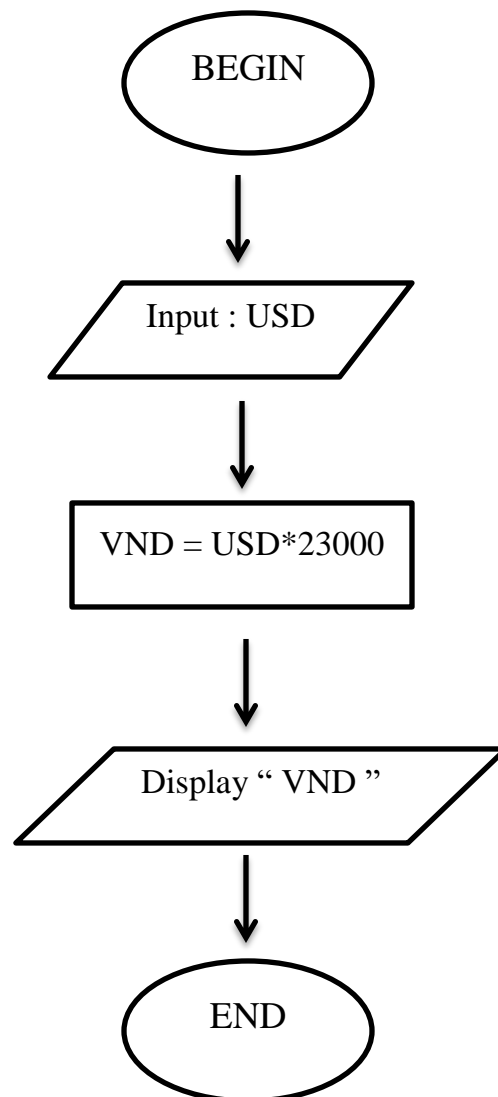 BEGIN
Input : USD
VND = USD*23000
Display “ VND ”
END